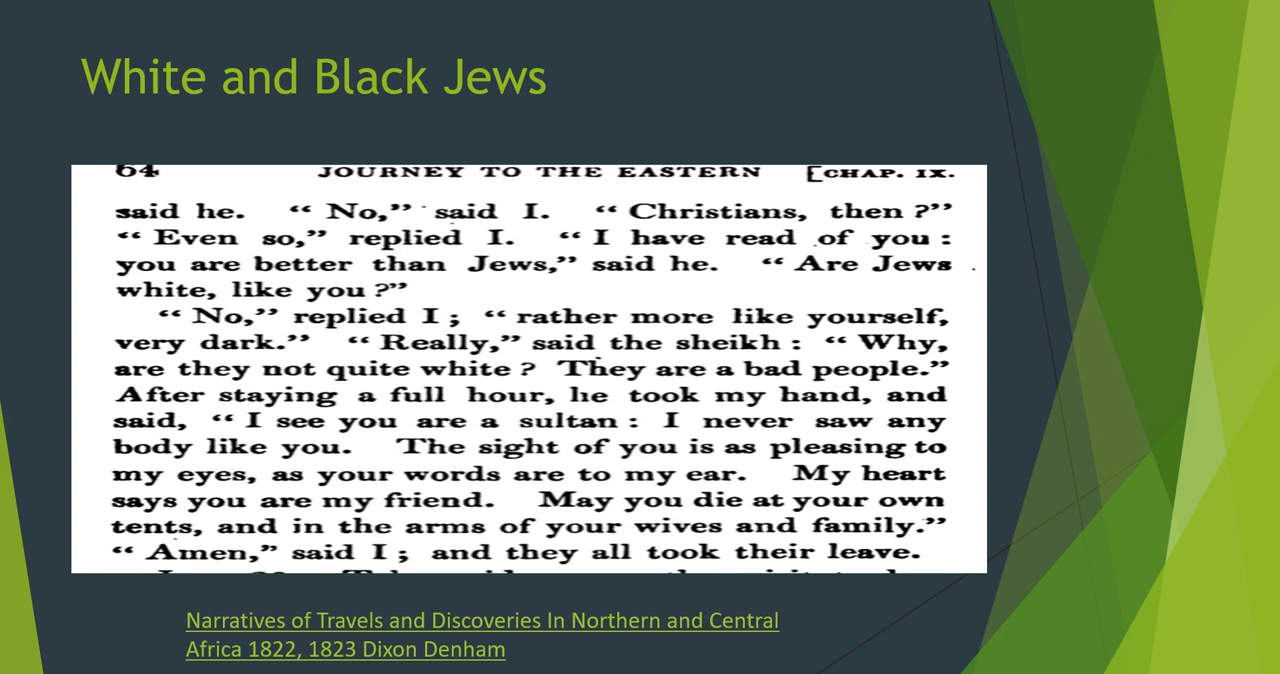 White and Black Jews
64 JOURNEY TO THE EASTERN [CHAP. IX.
said he. “No,” said I. “Christians, then?”
“Even so,” replied I. “I have read of you:
you are better than Jews,” said he. “Are Jews
white, like you?”
“No,” replied I; “rather more like yourself,
very dark.” “Really,” said the sheikh: “Why,
are they not quite white? They are a bad people.”
After staying a full hour, he took my hand, and
said, “I see you are a sultan: I never saw any
body like you. The sight of you is as pleasing to
my eyes, as your words are to my ear. My heart
says you are my friend. May you die at your own
tents, and in the arms of your wives and family.”
“Amen,” said I; and they all took their leave.
Narratives of Travels and Discoveries In Northern and Central
Africa 1822, 1823 Dixon Denham